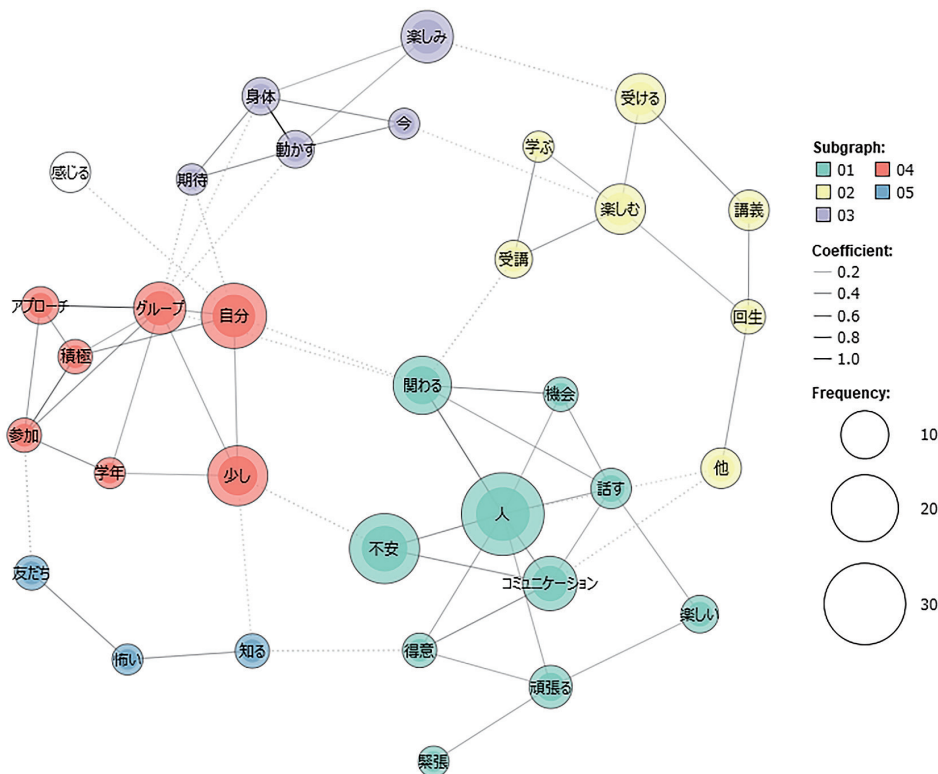 楽しみ
身体
受ける
今
学ぶ
動かす
感じる
期待
楽しむ
講義
受講
アプローチ
グループ
自分
回生
積極
関わる
機会
参加
学年
少し
他
話す
人
不安
友だち
コミュニケーション
楽しい
怖い
知る
得意
頑張る
緊張
Subgraph:
01 04
02 05
03
Coefficient:
0.2
0.4
0.6
0.8
1.0
Frequency:
10
20
30